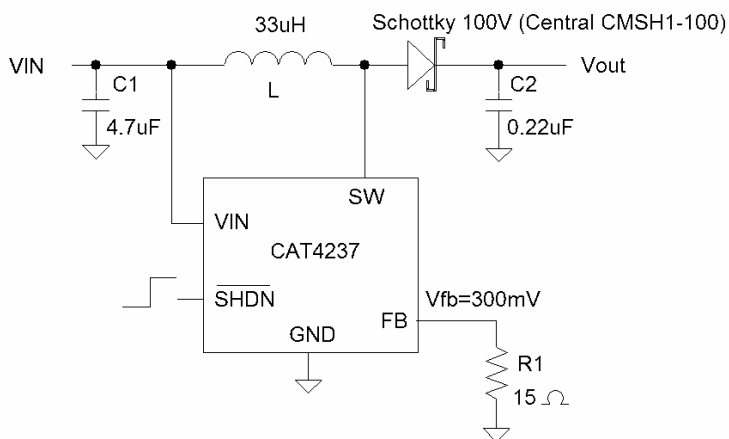 33uH
Schottky 100V (Central CMSH1-100)
VIN
Vout
C1
L
C2
4.7uF
0.22uF
SW
VIN
CAT4237
SHDN
Vfb=300mV
FB
GND
R1
15 Ω